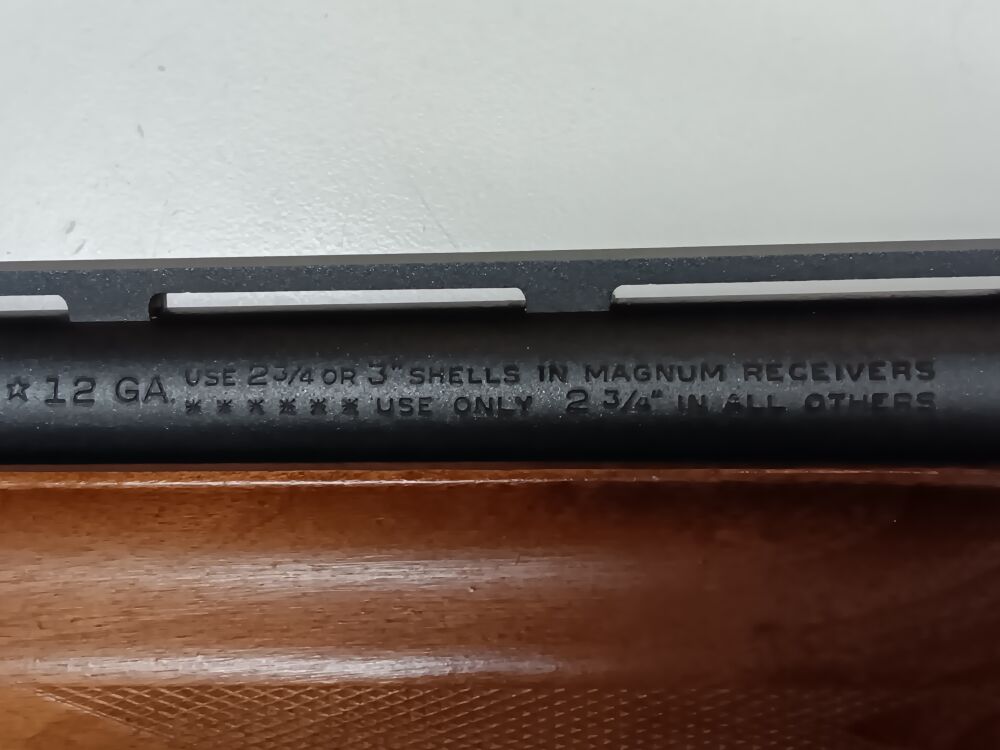 ☆ 12 GA. USE 2 3/4 OR 3" SHELLS IN MAGNUM RECEIVERS
* * * * * * USE ONLY 2 3/4" IN ALL OTHERS